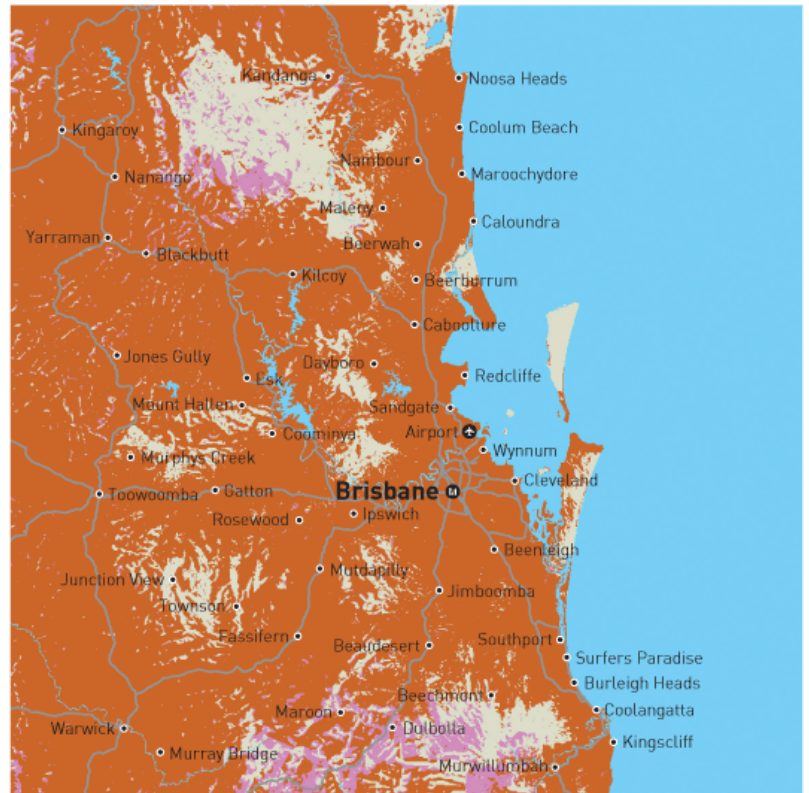 Kandanga
Noosa Heads
Kingaroy
Coolum Beach
Nambour
Nanango
Maroochydore
Maleny
Caloundra
Yarraman
Beerwah
Blackbutt
Kilcoy
Beerburrum
Caboolture
Jones Gully
Dayboro
Redcliffe
Esk
Mount Hallen
Sandgate
Coominya
Airport
Wynnum
Murphys Creek
Cleveland
Toowoomba
Gatton
Brisbane
M
Rosewood
Ipswich
Beenleigh
Junction View
Mutdapilly
Jimboomba
Townson
Fassifern
Southport
Beaudesert
Surfers Paradise
Burleigh Heads
Beechmont
Maroon
Coolangatta
Warwick
Dulbolla
Kingscliff
Murray Bridge
Murwillumbah